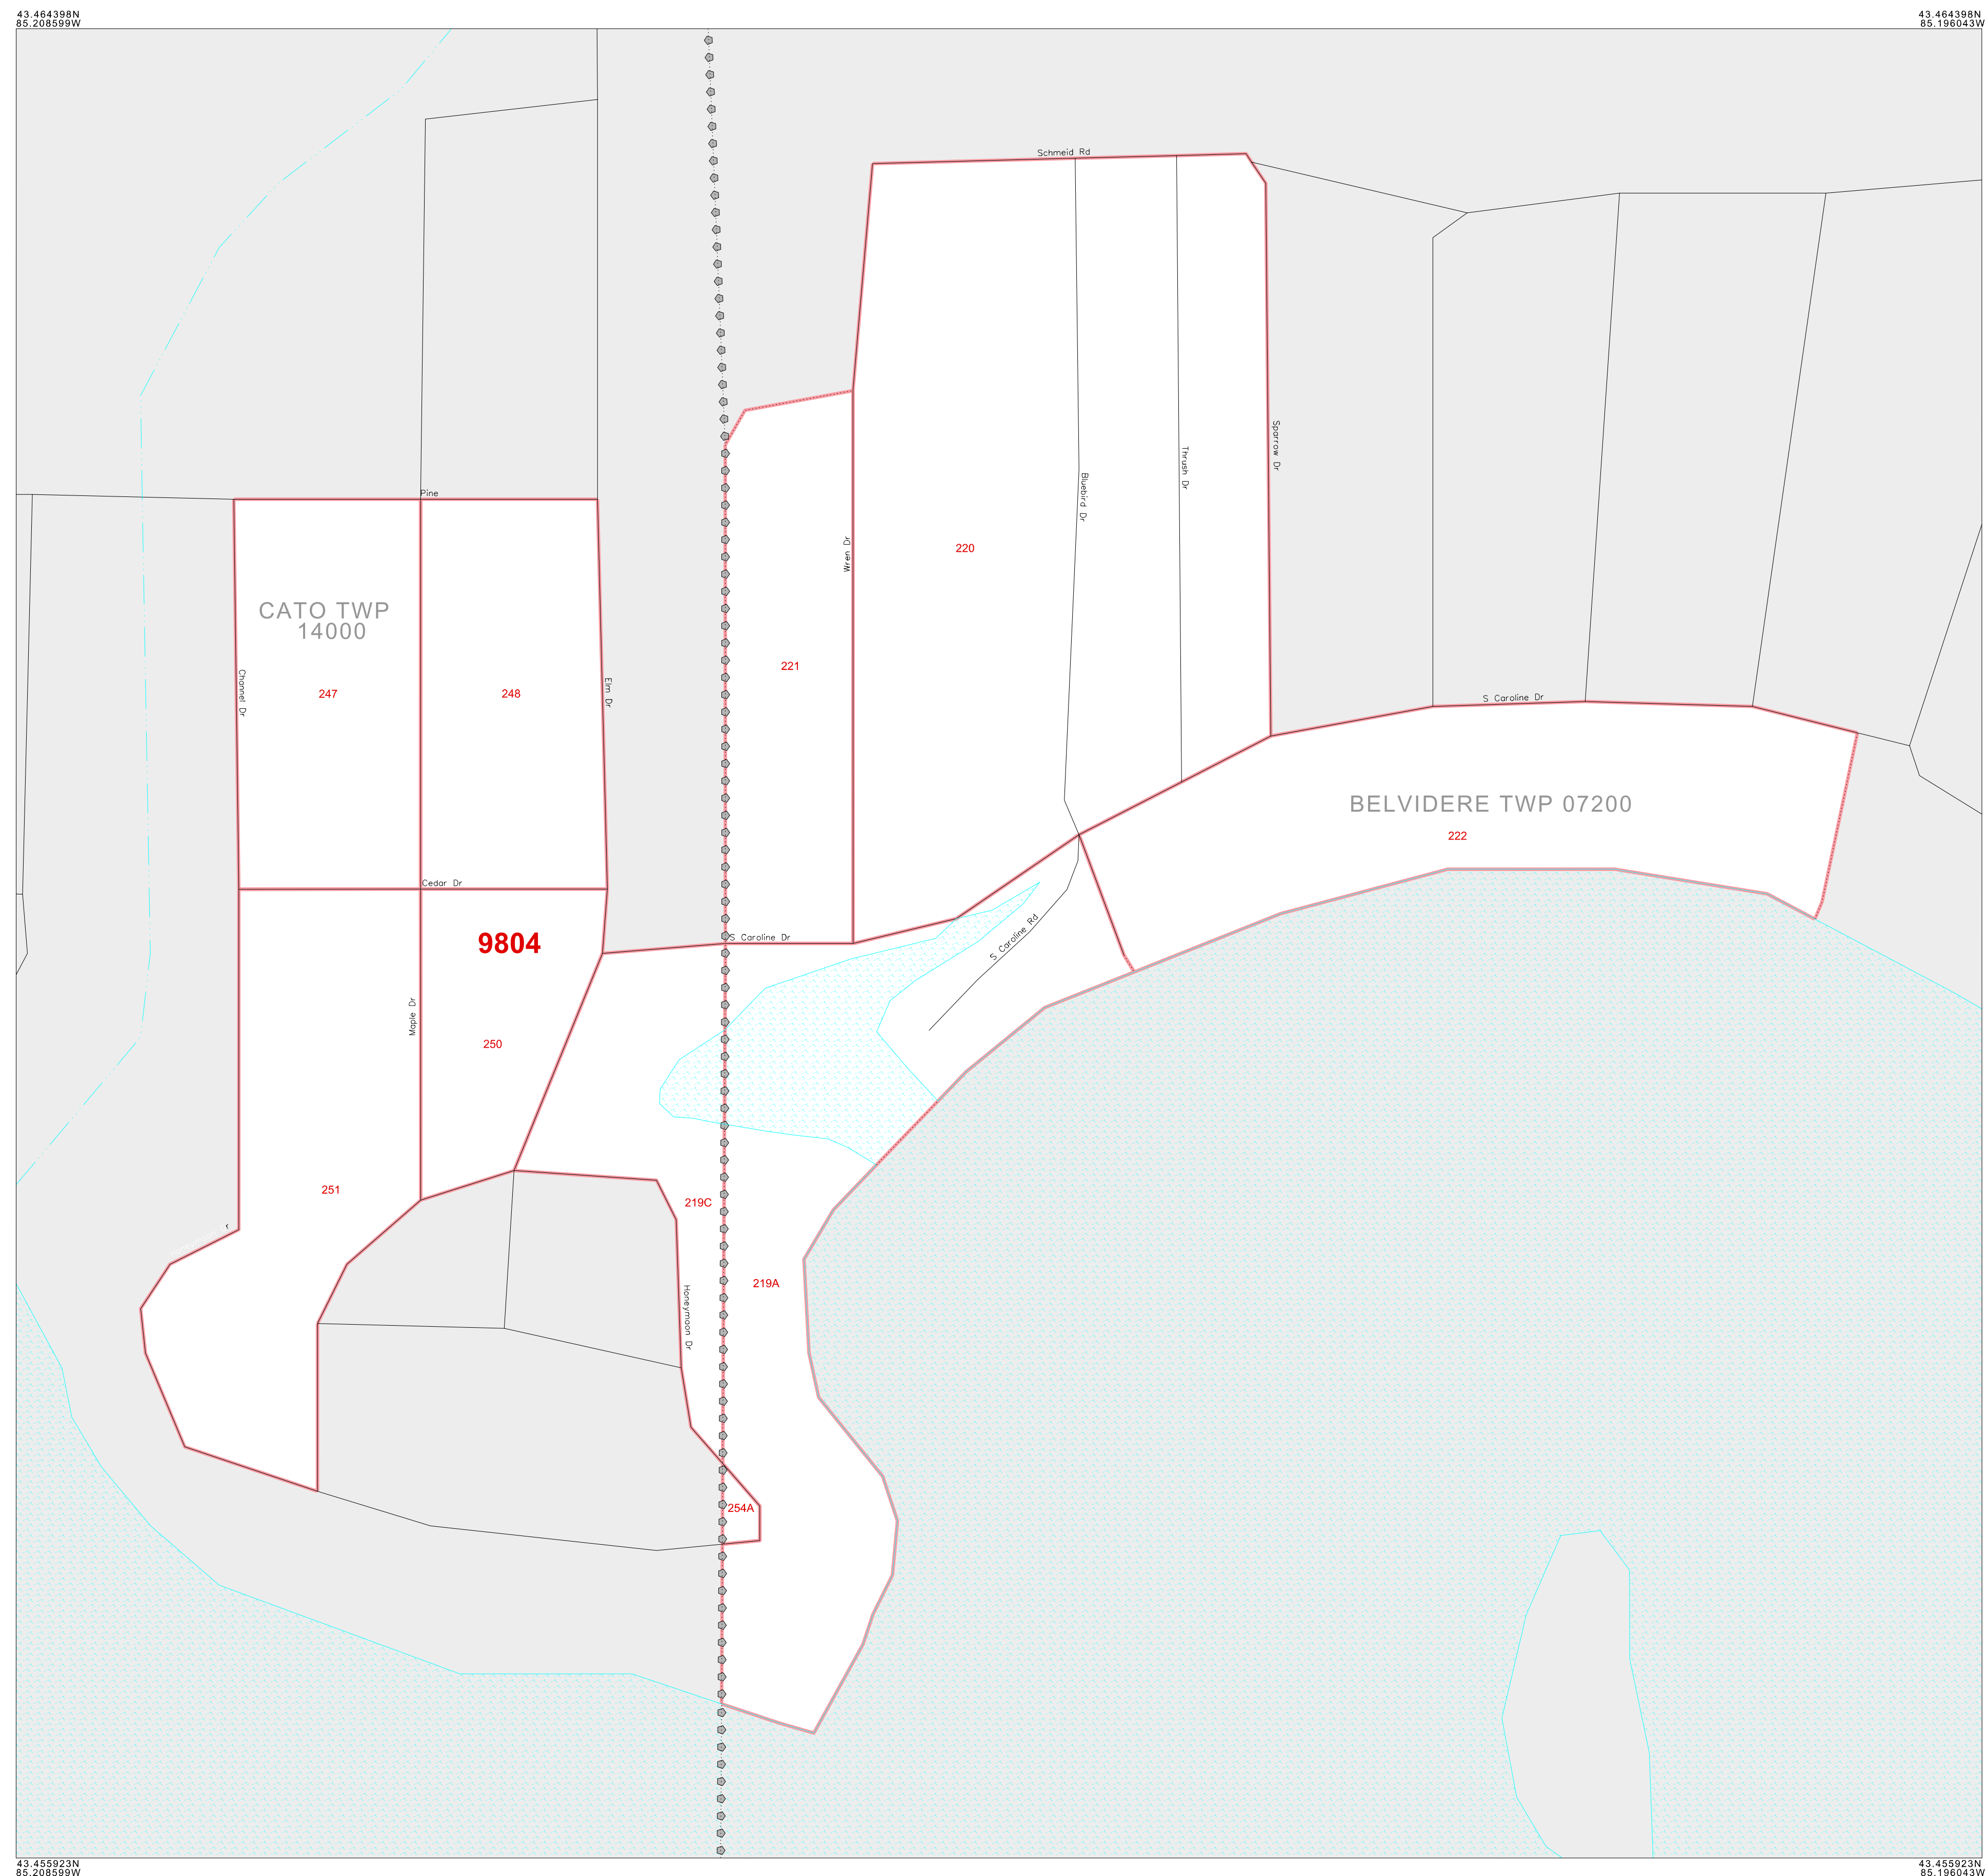 43.464398N
85.208599W
43.464398N
85.196043W
Schmeid Rd
Pine
Sparrow Dr
Thrush Dr
Bluebird Dr
Wren Dr
220
CATO TWP
14000
221
Channel Dr
247
248
Elm Dr
S Caroline Dr
BELVIDERE TWP 07200
222
Cedar Dr
9804
S Caroline Dr
S Caroline Rd
Maple Dr
250
251
219C
r
219A
Honeymoon Dr
254A
43.455923N
85.208599W
43.455923N
85.196043W